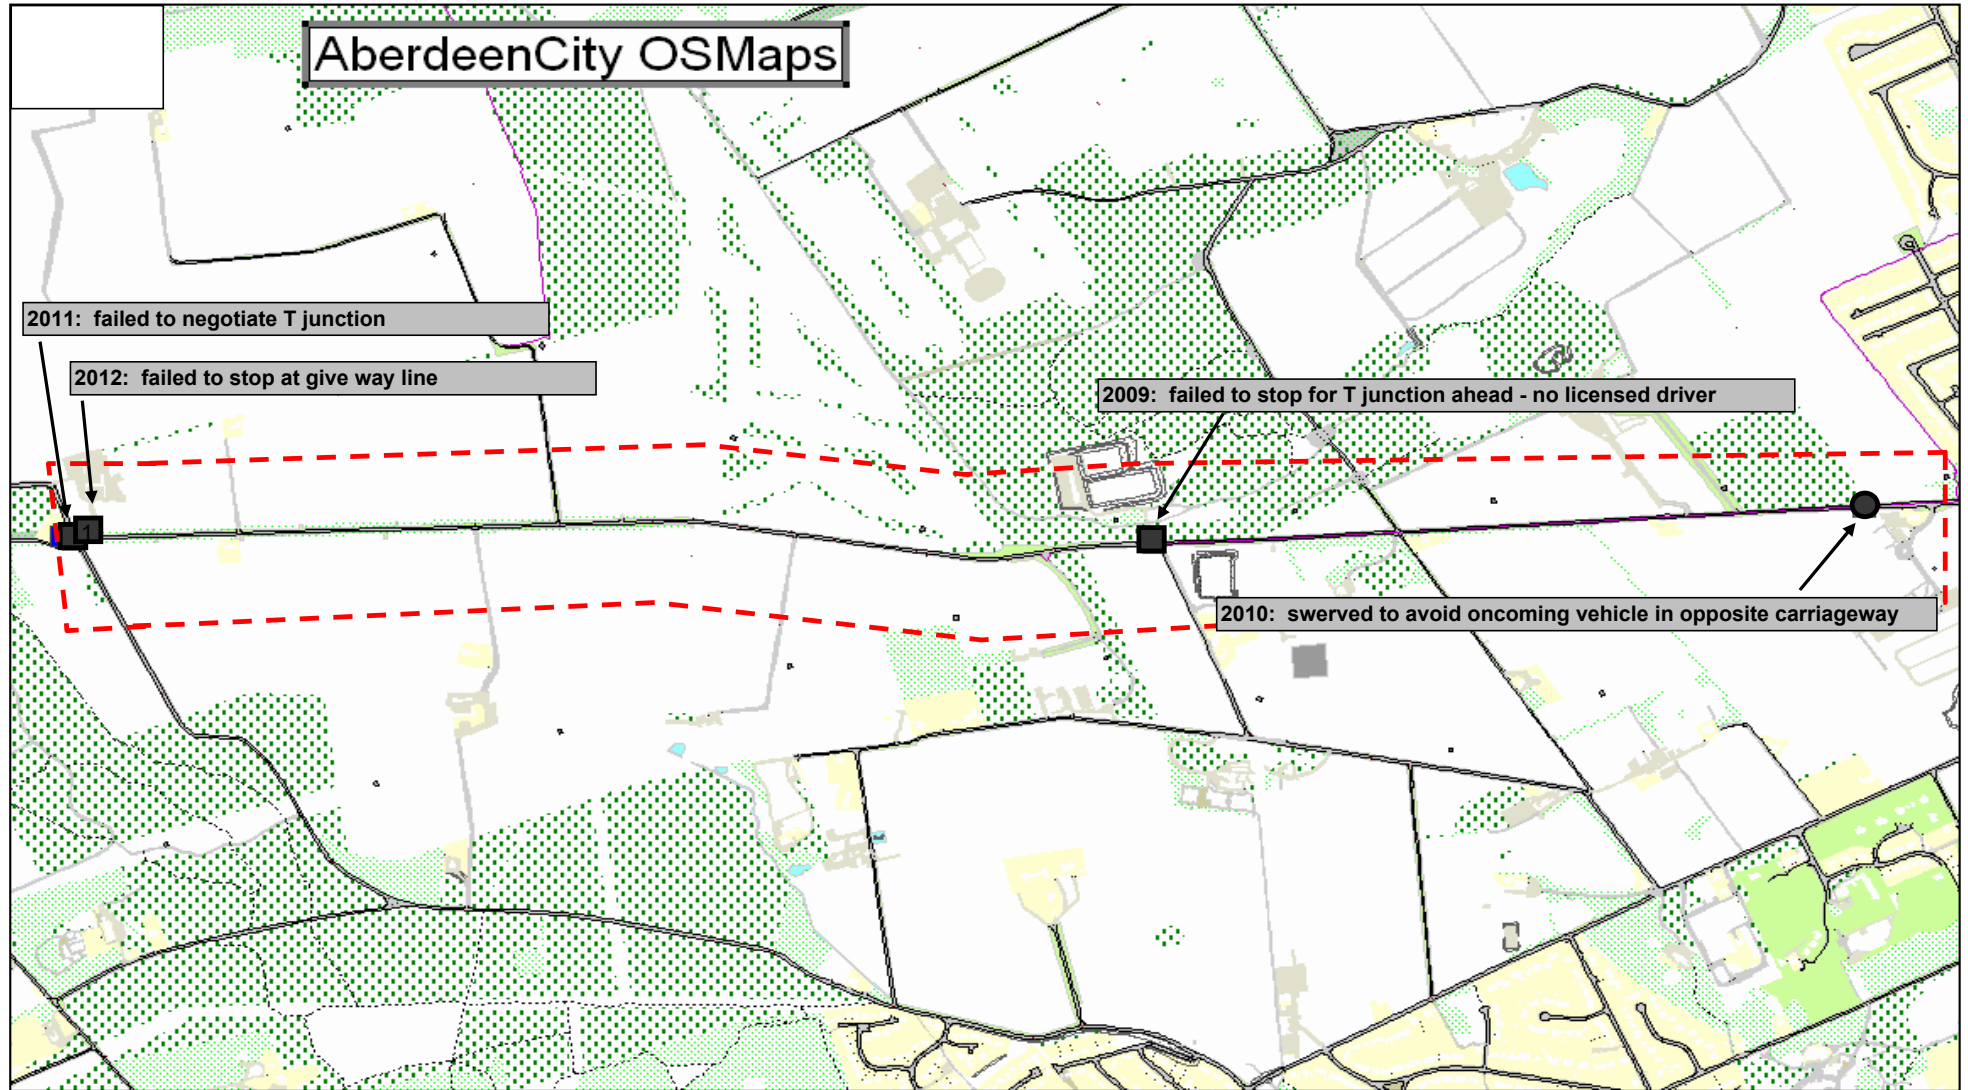 AberdeenCity OSMaps
2011: failed to negotiate T junction
2012: failed to stop at give way line
2009: failed to stop for T junction ahead - no licensed driver
1
2010: swerved to avoid oncoming vehicle in opposite carriageway